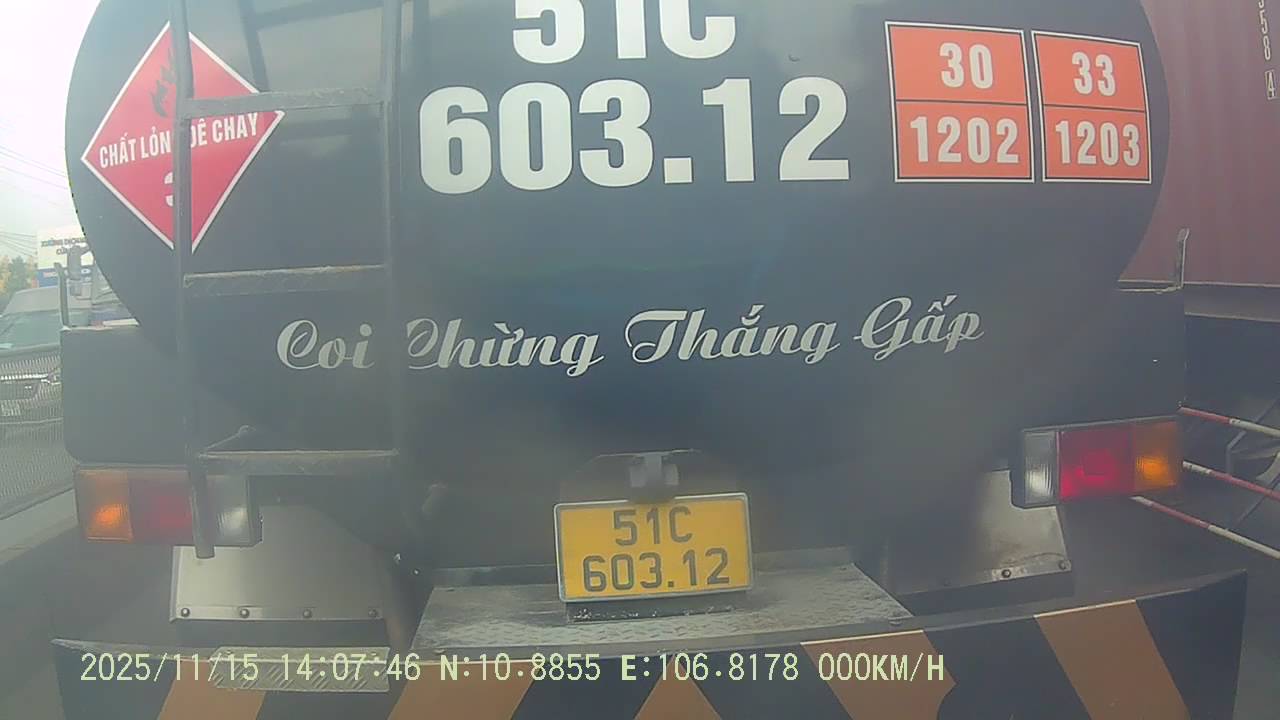 51C
603.12
30
1202
33
1203
CHẤT LỎNG DỄ CHÁY
3
Coi Chừng Thắng Gấp
51C
603.12
2025/11/15 14:07:46 N:10.8855 E:106.8178 000KM/H